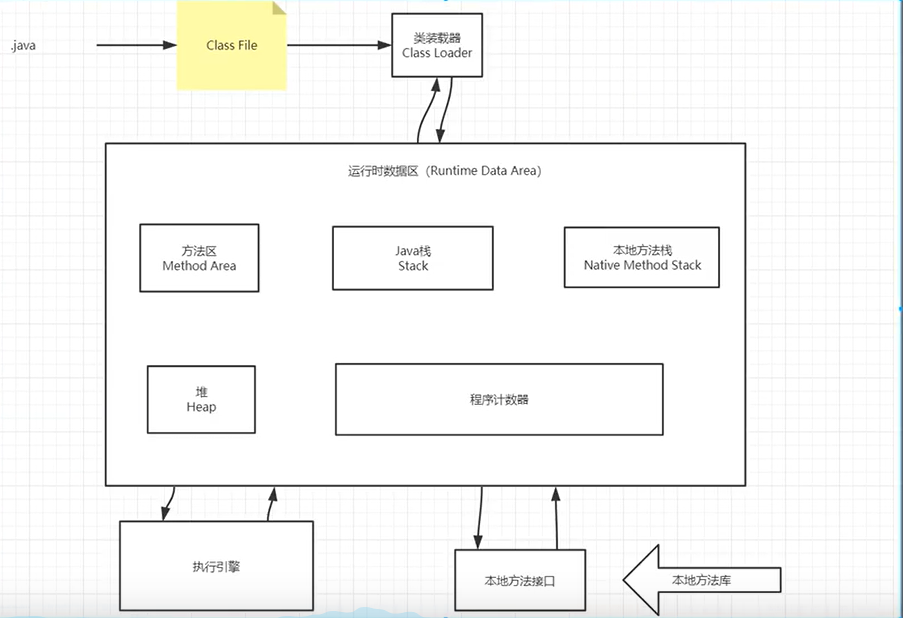 .java
Class File
类装载器
Class Loader
运行时数据区（Runtime Data Area）
方法区
Method Area
Java栈
Stack
本地方法栈
Native Method Stack
堆
Heap
程序计数器
执行引擎
本地方法接口
本地方法库